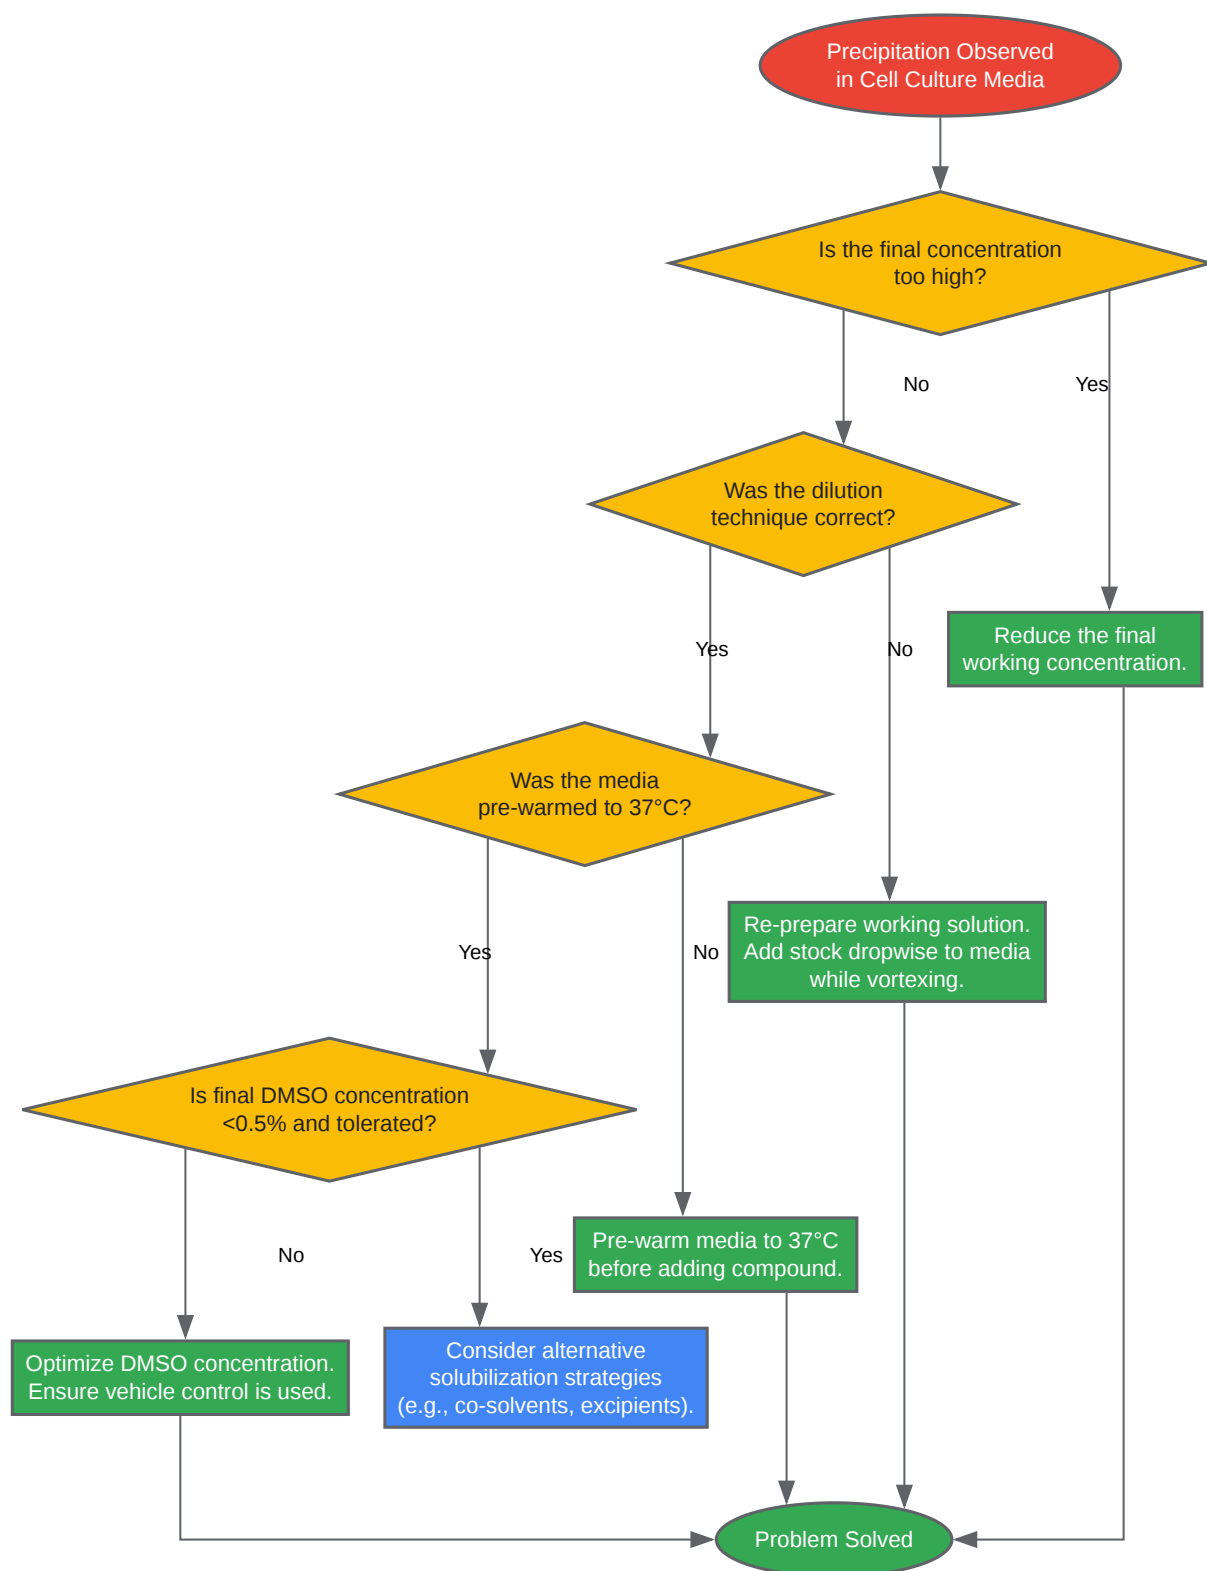 Precipitation Observed
in Cell Culture Media
Is the final concentration
too high?
No
Yes
Was the dilution
technique correct?
Reduce the final
working concentration.
Yes
No
Was the media
pre-warmed to 37°C?
Re-prepare working solution.
Add stock dropwise to media
while vortexing.
Yes
No
Is final DMSO concentration
<0.5% and tolerated?
Pre-warm media to 37°C
before adding compound.
No
Yes
Optimize DMSO concentration.
Ensure vehicle control is used.
Consider alternative
solubilization strategies
(e.g., co-solvents, excipients).
Problem Solved